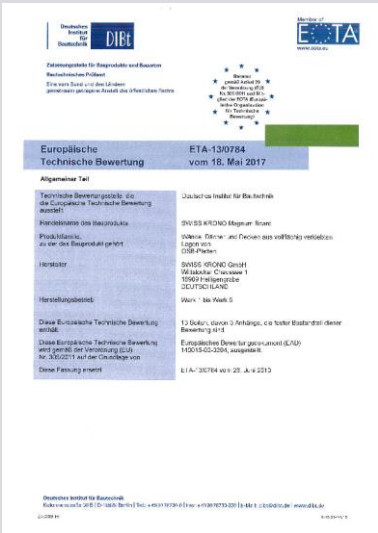 Deutsches
Institut
für
Bautechnik
DIBt
Member of
EOTA
www.eota.eu
Zulassungsstelle für Bauprodukte und Bauarten
Bautechnisches Prüfamt
Eine vom Bund und den Ländern
gemeinsam getragene Anstalt des öffentlichen Rechts
Europäische
Technische Bewertung
ETA-13/0784
vom 18. Mai 2017
Allgemeiner Teil
Technische Bewertungsstelle, die
die Europäische Technische Bewertung
ausstellt
Deutsches Institut für Bautechnik
Handelsname des Bauprodukts
SWISS KRONO Magnum Board
Produktfamilie,
zu der das Bauprodukt gehört
Wände, Dächer und Decken aus vollflächig verklebten
Lagen von
OSB-Platten
Hersteller
SWISS KRONO GmbH
Wittstocker Chaussee 1
16909 Heiligengrabe
DEUTSCHLAND
Herstellungsbetrieb
Werk 1 bis Werk 5
Diese Europäische Technische Bewertung
enthält
Seiten, davon 3 Anhänge, die fester Bestandteil dieser
Bewertung sind
Diese Europäische Technische Bewertung
wird gemäß der Verordnung (EU)
Nr. 305/2011 auf der Grundlage von
Europäisches Bewertungsdokument (EAD)
ausgestellt.
Diese Fassung ersetzt
ETA-13/0784 vom Juni 2013
Deutsches Institut für Bautechnik